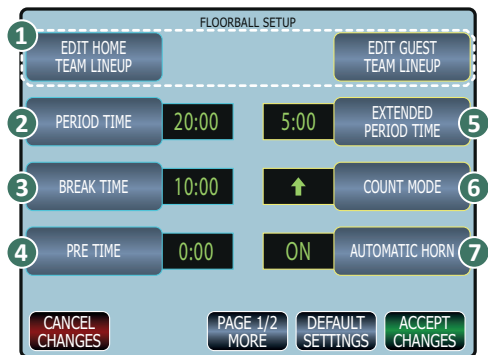 FLOORBALL SETUP
1
EDIT HOME
TEAM LINEUP
EDIT GUEST
TEAM LINEUP
2
PERIOD TIME
20:00
5:00
EXTENDED
PERIOD TIME
5
3
BREAK TIME
10:00
COUNT MODE
6
4
PRE TIME
0:00
ON
AUTOMATIC HORN
7
CANCEL
CHANGES
PAGE 1/2
MORE
DEFAULT
SETTINGS
ACCEPT
CHANGES